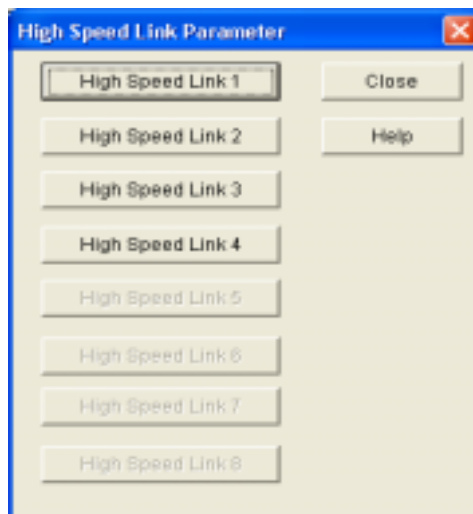 High Speed Link Parameter
High Speed Link 1
Close
High Speed Link 2
Help
High Speed Link 3
High Speed Link 4
High Speed Link 5
High Speed Link 6
High Speed Link 7
High Speed Link 8